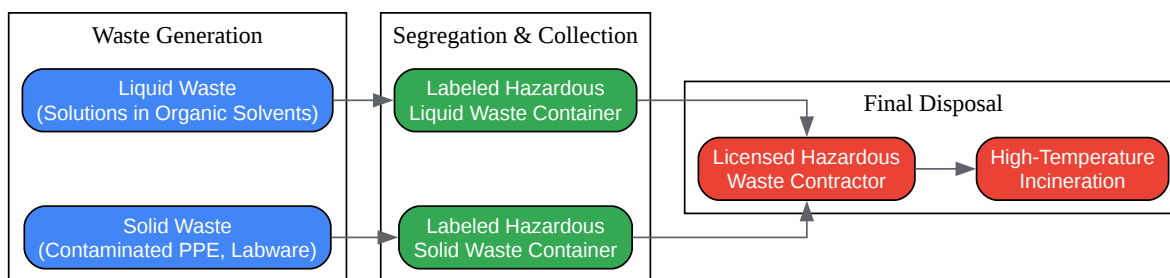 Waste Generation
Liquid Waste
(Solutions in Organic Solvents)
Solid Waste
(Contaminated PPE, Labware)
Segregation & Collection
Labeled Hazardous
Liquid Waste Container
Labeled Hazardous
Solid Waste Container
Final Disposal
Licensed Hazardous
Waste Contractor
High-Temperature
Incineration